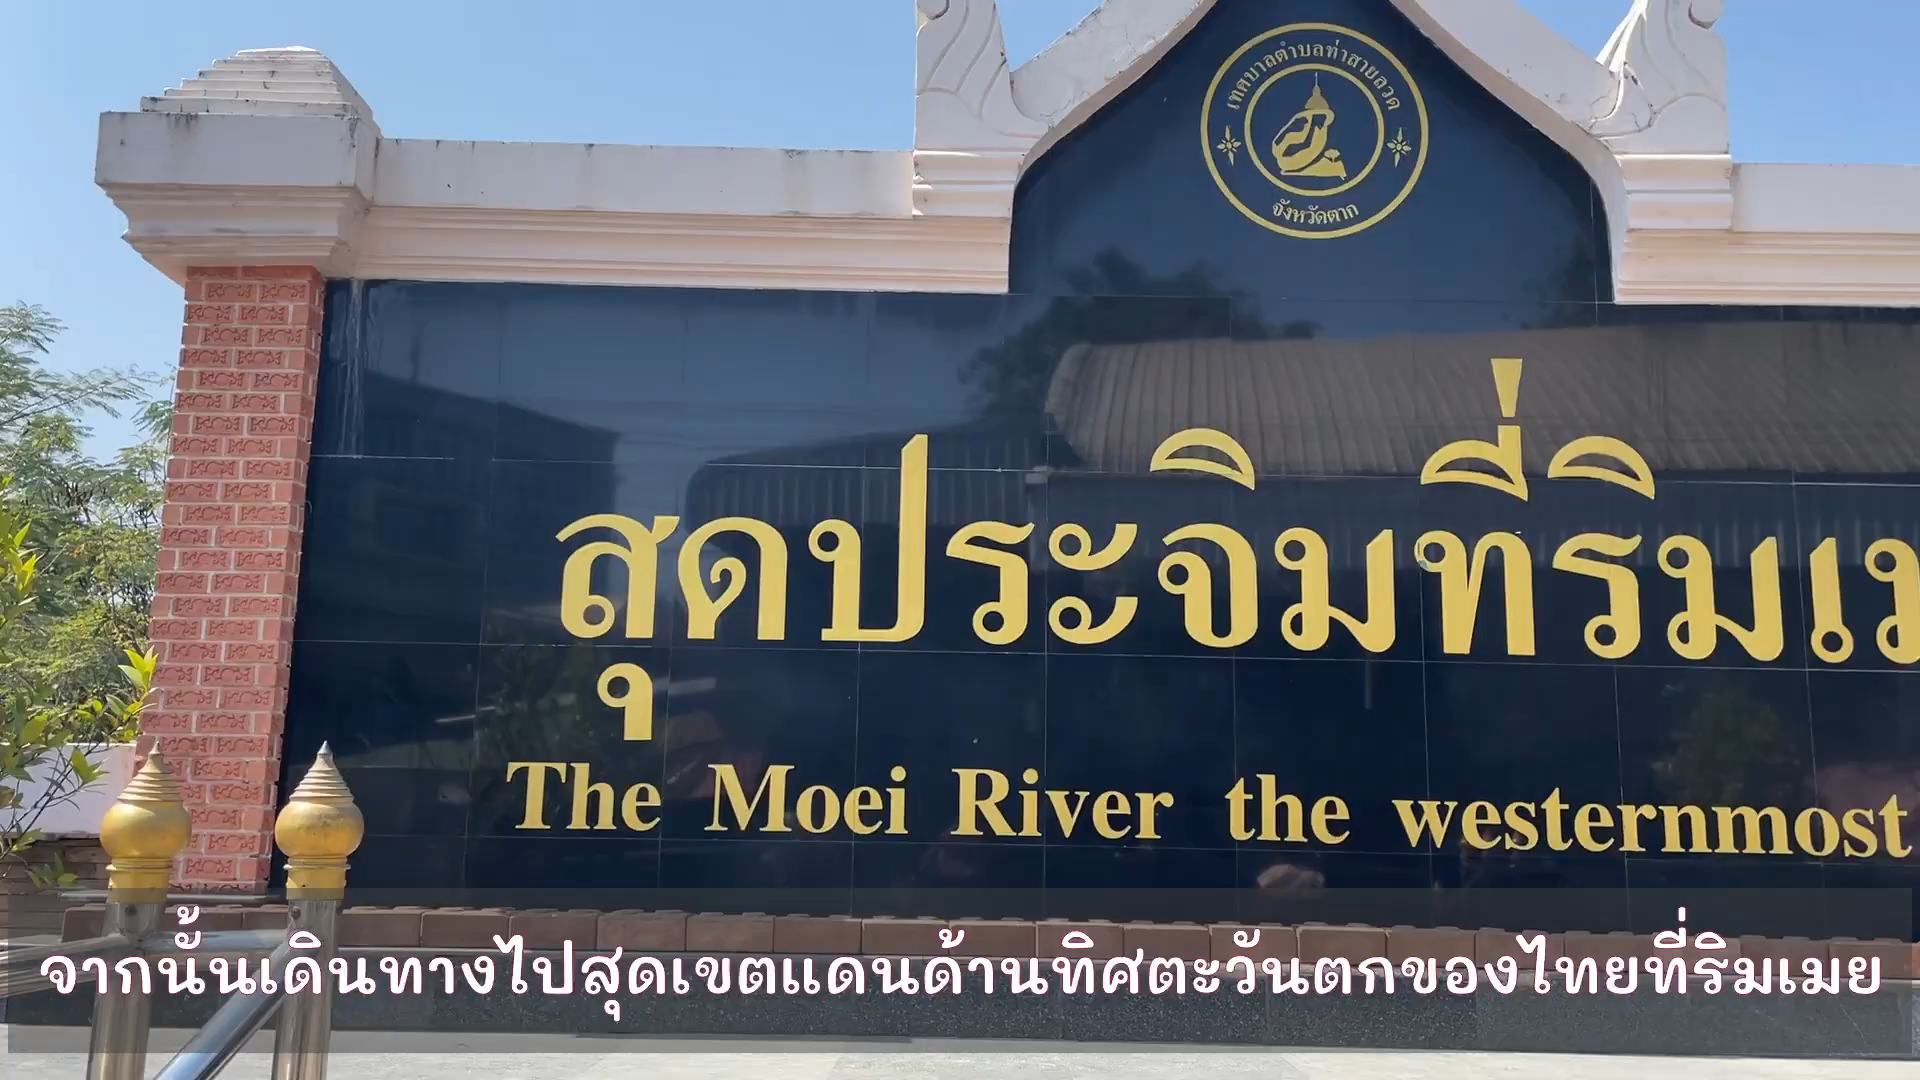 เทศบาลตำบลท่าสายลวด
จังหวัดตาก
สุดประจิมที่ริมเม
The Moei River the westernmost
จากนั้นเดินทางไปสุดเขตแดนด้านทิศตะวันตกของไทยที่ริมเมย